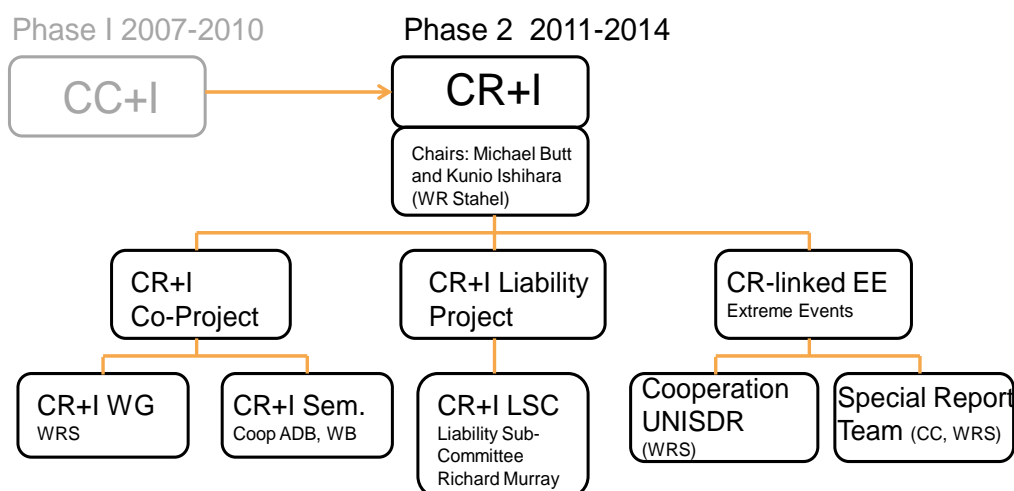 Phase I 2007-2010
Phase 2 2011-2014
CC+I
CR+I
Chairs: Michael Butt
and Kunio Ishihara
(WR Stahel)
CR+I
Co-Project
CR+I Liability
Project
CR-linked EE
Extreme Events
CR+I WG
WRS
CR+I Sem.
Coop ADB, WB
CR+I LSC
Liability Sub-
Committee
Richard Murray
Cooperation
UNISDR
(WRS)
Special Report
Team (CC, WRS)